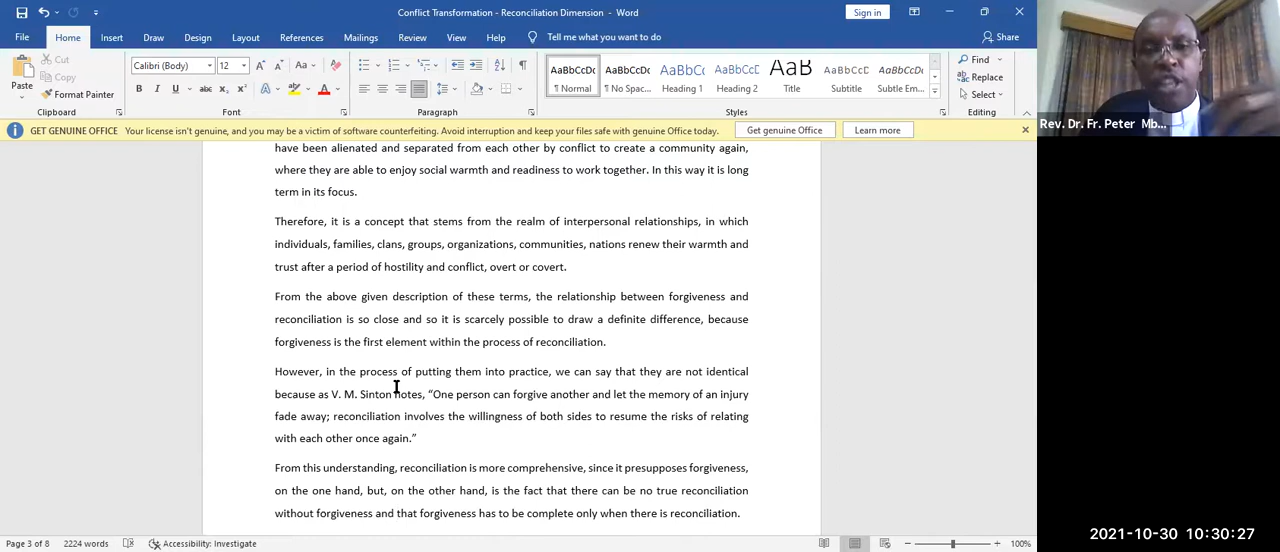 Conflict Transformation - Reconciliation Dimension - Word
Sign in
File Home Insert Draw Design Layout References Mailings Review View Help Tell me what you want to do Share
Paste
Cut
Copy
Format Painter
Clipboard
Calibri (Body) 12
Font
Paragraph
AaBbCcDc AaBbCcDc AaBbCc AaBbCcD AaB AaBbCcD AaBbCcDc
¶ Normal ¶ No Spac... Heading 1 Heading 2 Title Subtitle Subtle Em...
Styles
Find
Replace
Select
Editing
GET GENUINE OFFICE Your license isn't genuine, and you may be a victim of software counterfeiting. Avoid interruption and keep your files safe with genuine Office today. Get genuine Office Learn more
Rev. Dr. Fr. Peter Mb...
have been alienated and separated from each other by conflict to create a community again,
where they are able to enjoy social warmth and readiness to work together. In this way it is long
term in its focus.
Therefore, it is a concept that stems from the realm of interpersonal relationships, in which
individuals, families, clans, groups, organizations, communities, nations renew their warmth and
trust after a period of hostility and conflict, overt or covert.
From the above given description of these terms, the relationship between forgiveness and
reconciliation is so close and so it is scarcely possible to draw a definite difference, because
forgiveness is the first element within the process of reconciliation.
However, in the process of putting them into practice, we can say that they are not identical
because as V. M. Sinton notes, “One person can forgive another and let the memory of an injury
fade away; reconciliation involves the willingness of both sides to resume the risks of relating
with each other once again.”
From this understanding, reconciliation is more comprehensive, since it presupposes forgiveness,
on the one hand, but, on the other hand, is the fact that there can be no true reconciliation
without forgiveness and that forgiveness has to be complete only when there is reconciliation.
2021-10-30 10:30:27
Page 3 of 8 2224 words Accessibility: Investigate 100%